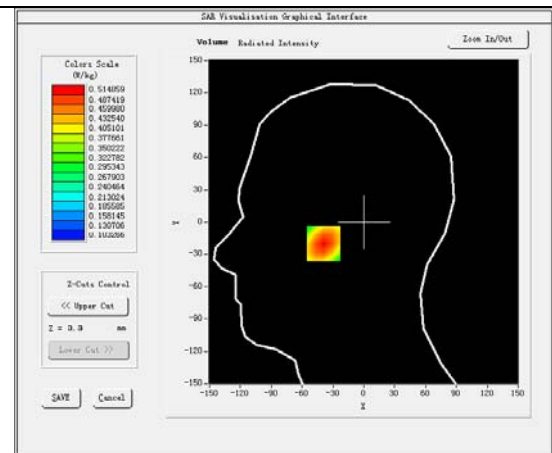 SAR Visualisation Graphical Interface
Volume Radiated Intensity
Zoom In/Out
Colors Scale
(W/kg)
0.514859
0.487419
0.459980
0.432540
0.405101
0.377661
0.350222
0.322782
0.295343
0.267903
0.240464
0.213024
0.185585
0.158145
0.130706
0.103266
Z-Cuts Control
<< Upper Cut
Z = 3.3 mm
Lower Cut >>
SAVE Cancel
150
120
90
60
30
Y 0
-30
-60
-90
-120
-150
-150 -120 -90 -60 -30 0 30 60 90 120 150
X